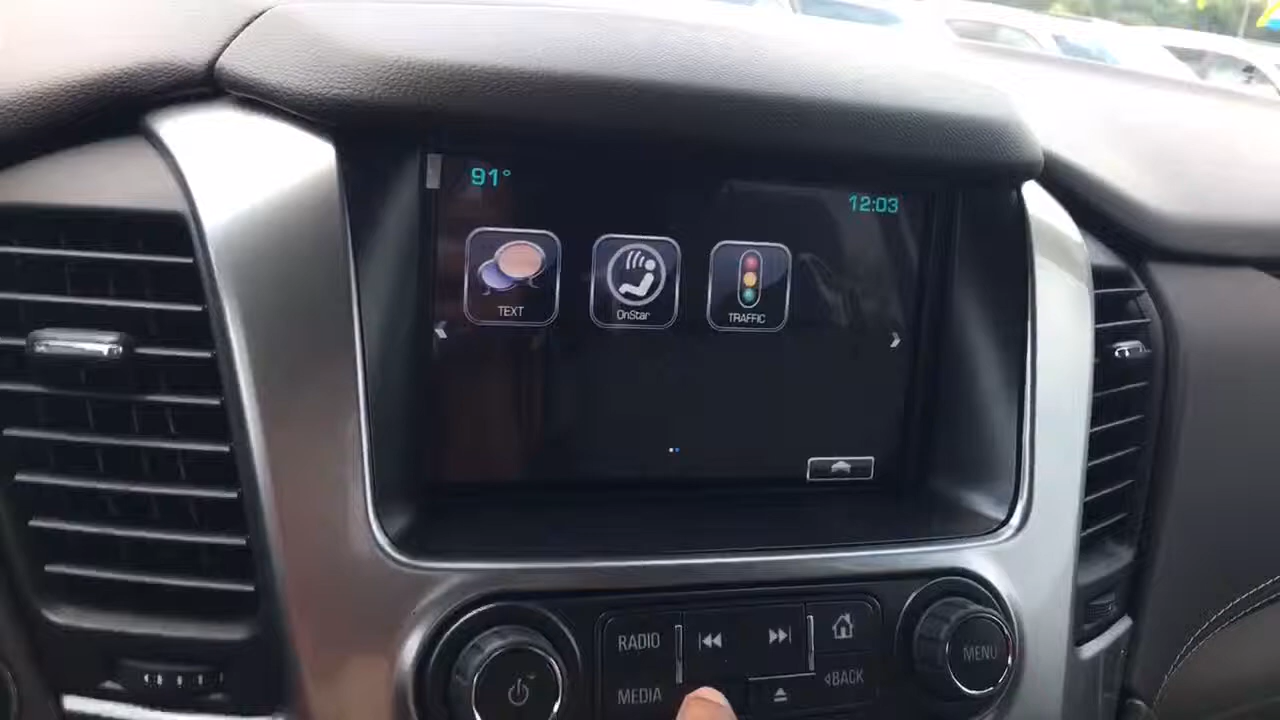 91°
12:03
TEXT
OnStar
TRAFFIC
RADIO
MEDIA
BACK
MENU